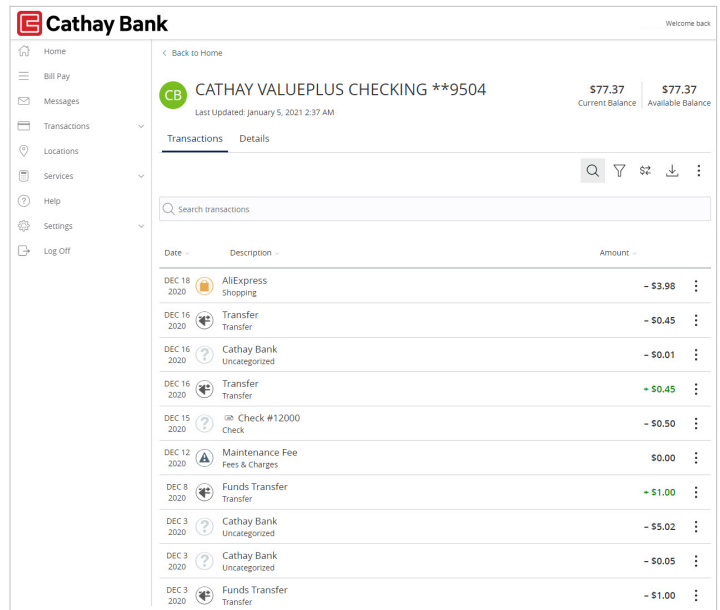 Cathay Bank
Welcome back
Home
Bill Pay
Messages
Transactions
Locations
Services
Help
Settings
Log Off
< Back to Home
CB
CATHAY VALUEPLUS CHECKING **9504
Last Updated: January 5, 2021 2:37 AM
$77.37
Current Balance
$77.37
Available Balance
Transactions Details
Search transactions
Date Description Amount
DEC 18 2020 AliExpress – $3.98
Shopping
DEC 16 2020 Transfer – $0.45
Transfer
DEC 16 2020 Cathay Bank – $0.01
Uncategorized
DEC 16 2020 Transfer + $0.45
Transfer
DEC 15 2020 Check #12000 – $0.50
Check
DEC 12 2020 Maintenance Fee $0.00
Fees & Charges
DEC 8 2020 Funds Transfer + $1.00
Transfer
DEC 3 2020 Cathay Bank – $5.02
Uncategorized
DEC 3 2020 Cathay Bank – $0.05
Uncategorized
DEC 3 2020 Funds Transfer – $1.00
Transfer